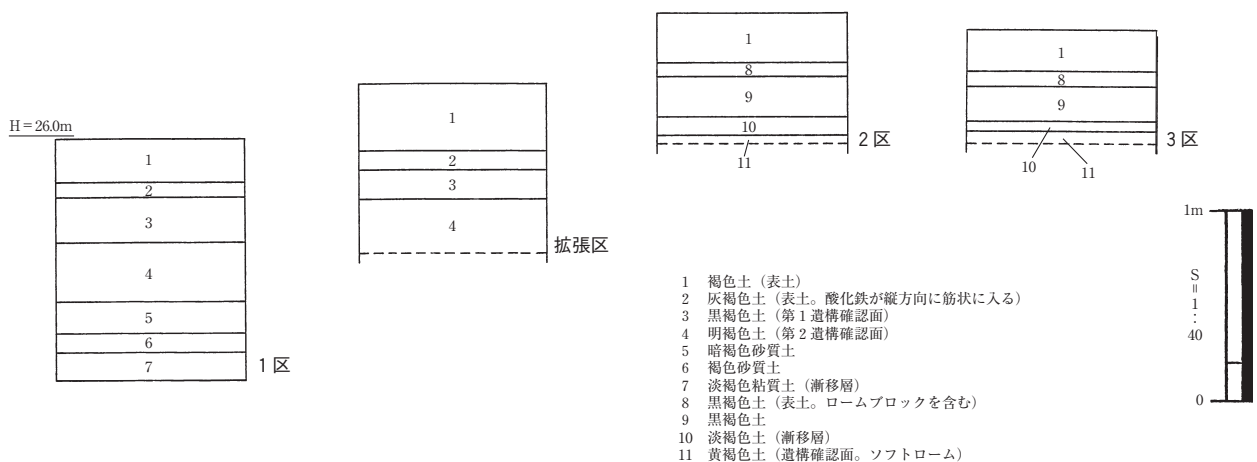 H＝26.0m
1
2
3
4
5
6
7
1区
1
2
3
4
拡張区
1
8
9
10
11
2区
1
8
9
10
11
3区
1m
S＝1：40
0
1 褐色土（表土）
2 灰褐色土（表土。酸化鉄が縦方向に筋状に入る）
3 黒褐色土（第1遺構確認面）
4 明褐色土（第2遺構確認面）
5 暗褐色砂質土
6 褐色砂質土
7 淡褐色粘質土（漸移層）
8 黒褐色土（表土。ロームブロックを含む）
9 黒褐色土
10 淡褐色土（漸移層）
11 黄褐色土（遺構確認面。ソフトローム）